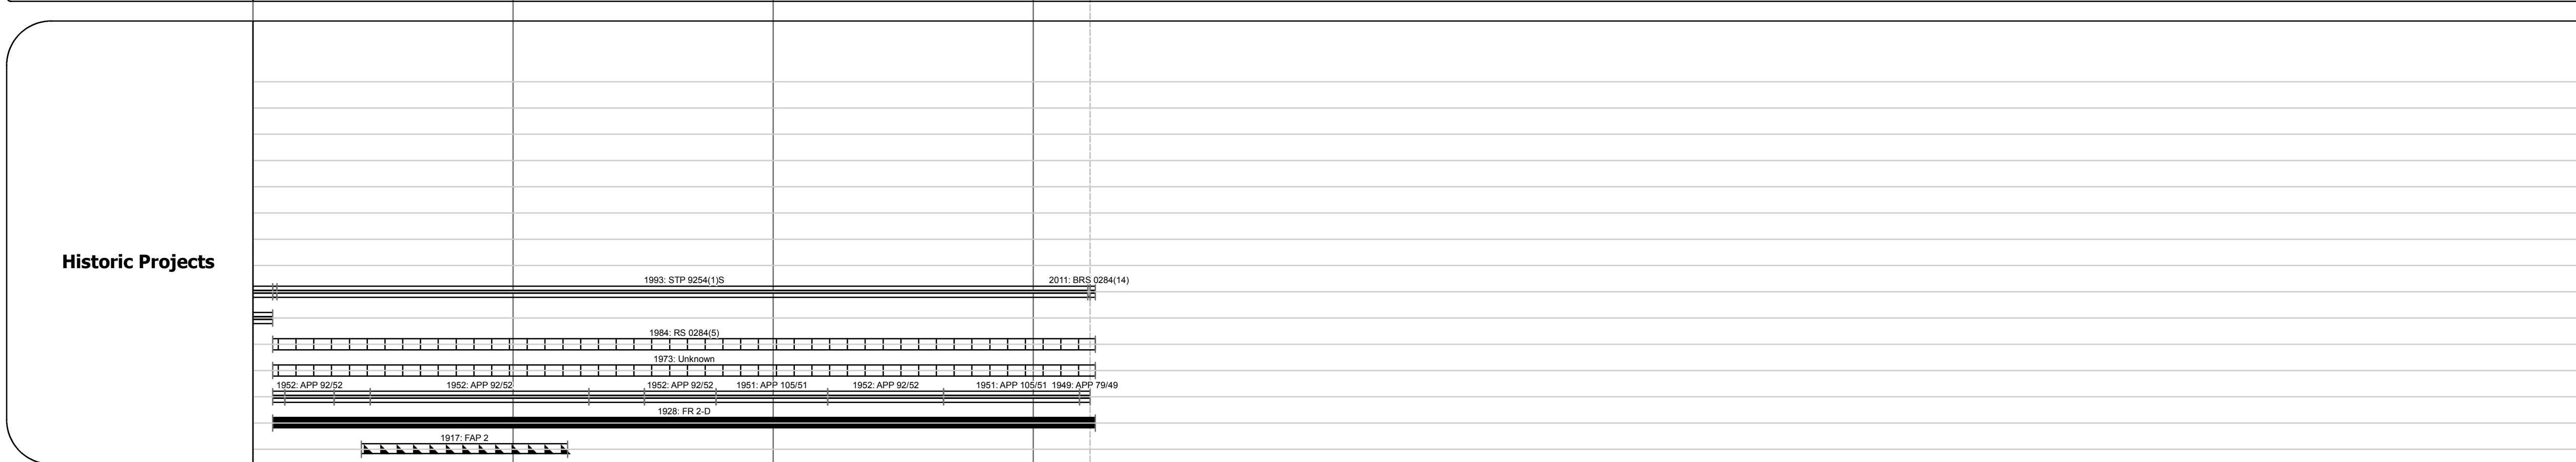 Historic Projects
1993: STP 9254(1)S 2011: BRS 0284(14)
1984: RS 0284(5)
1973: Unknown
1952: APP 92/52 1952: APP 92/52 1952: APP 92/52 1951: APP 105/51 1952: APP 92/52 1951: APP 105/51 1949: APP 79/49
1928: FR 2-D
1917: FAP 2